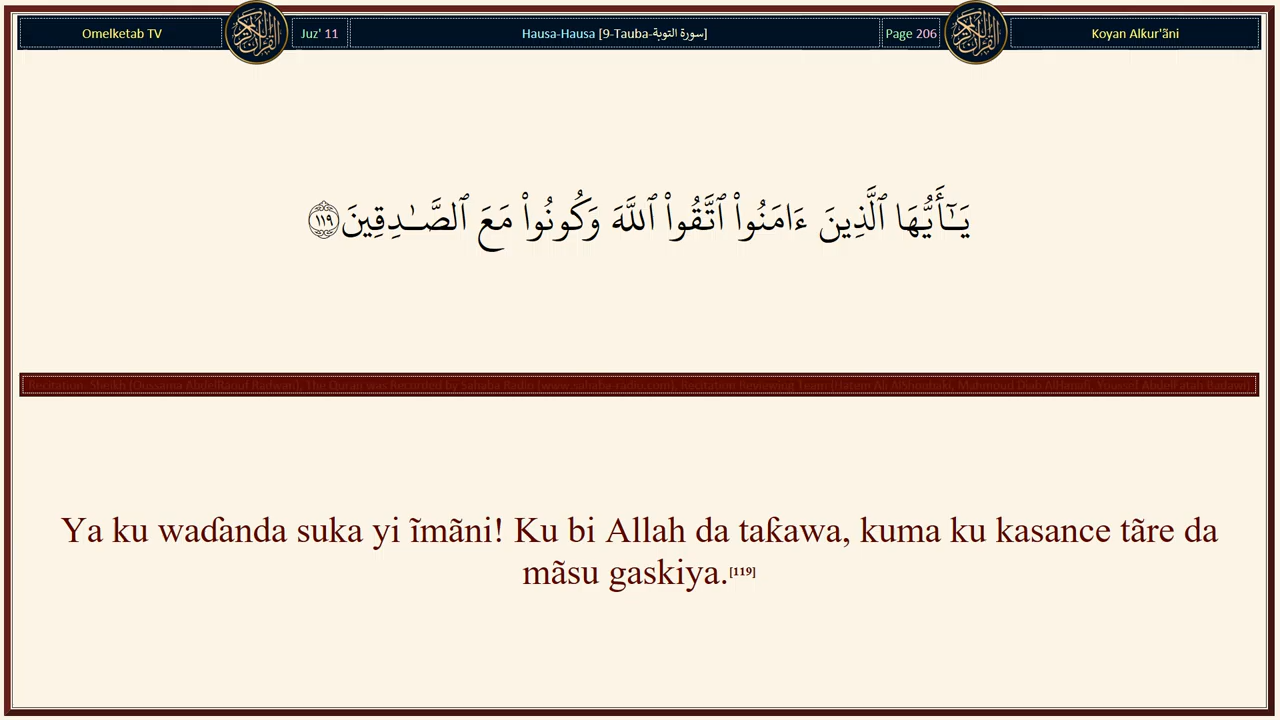 Omelketab TV
Juz' 11
Hausa-Hausa [9-Tauba-سورة التوبة]
Page 206
Koyan Alƙur'ãni
يَـٰٓأَيُّهَا ٱلَّذِينَ ءَامَنُوا۟ ٱتَّقُوا۟ ٱللَّهَ وَكُونُوا۟ مَعَ ٱلصَّـٰدِقِينَ ١١٩
Ya ku waɗanda suka yi ĩmãni! Ku bi Allah da taƙawa, kuma ku kasance tãre da
mãsu gaskiya.[119]